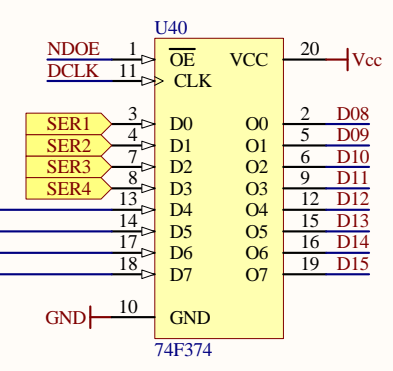 U40
NDOE 1 OE VCC 20 Vcc
DCLK 11 CLK
SER1 3 D0 O0 2 D08
SER2 4 D1 O1 5 D09
SER3 7 D2 O2 6 D10
SER4 8 D3 O3 9 D11
13 D4 O4 12 D12
14 D5 O5 15 D13
17 D6 O6 16 D14
18 D7 O7 19 D15
GND 10 GND
74F374